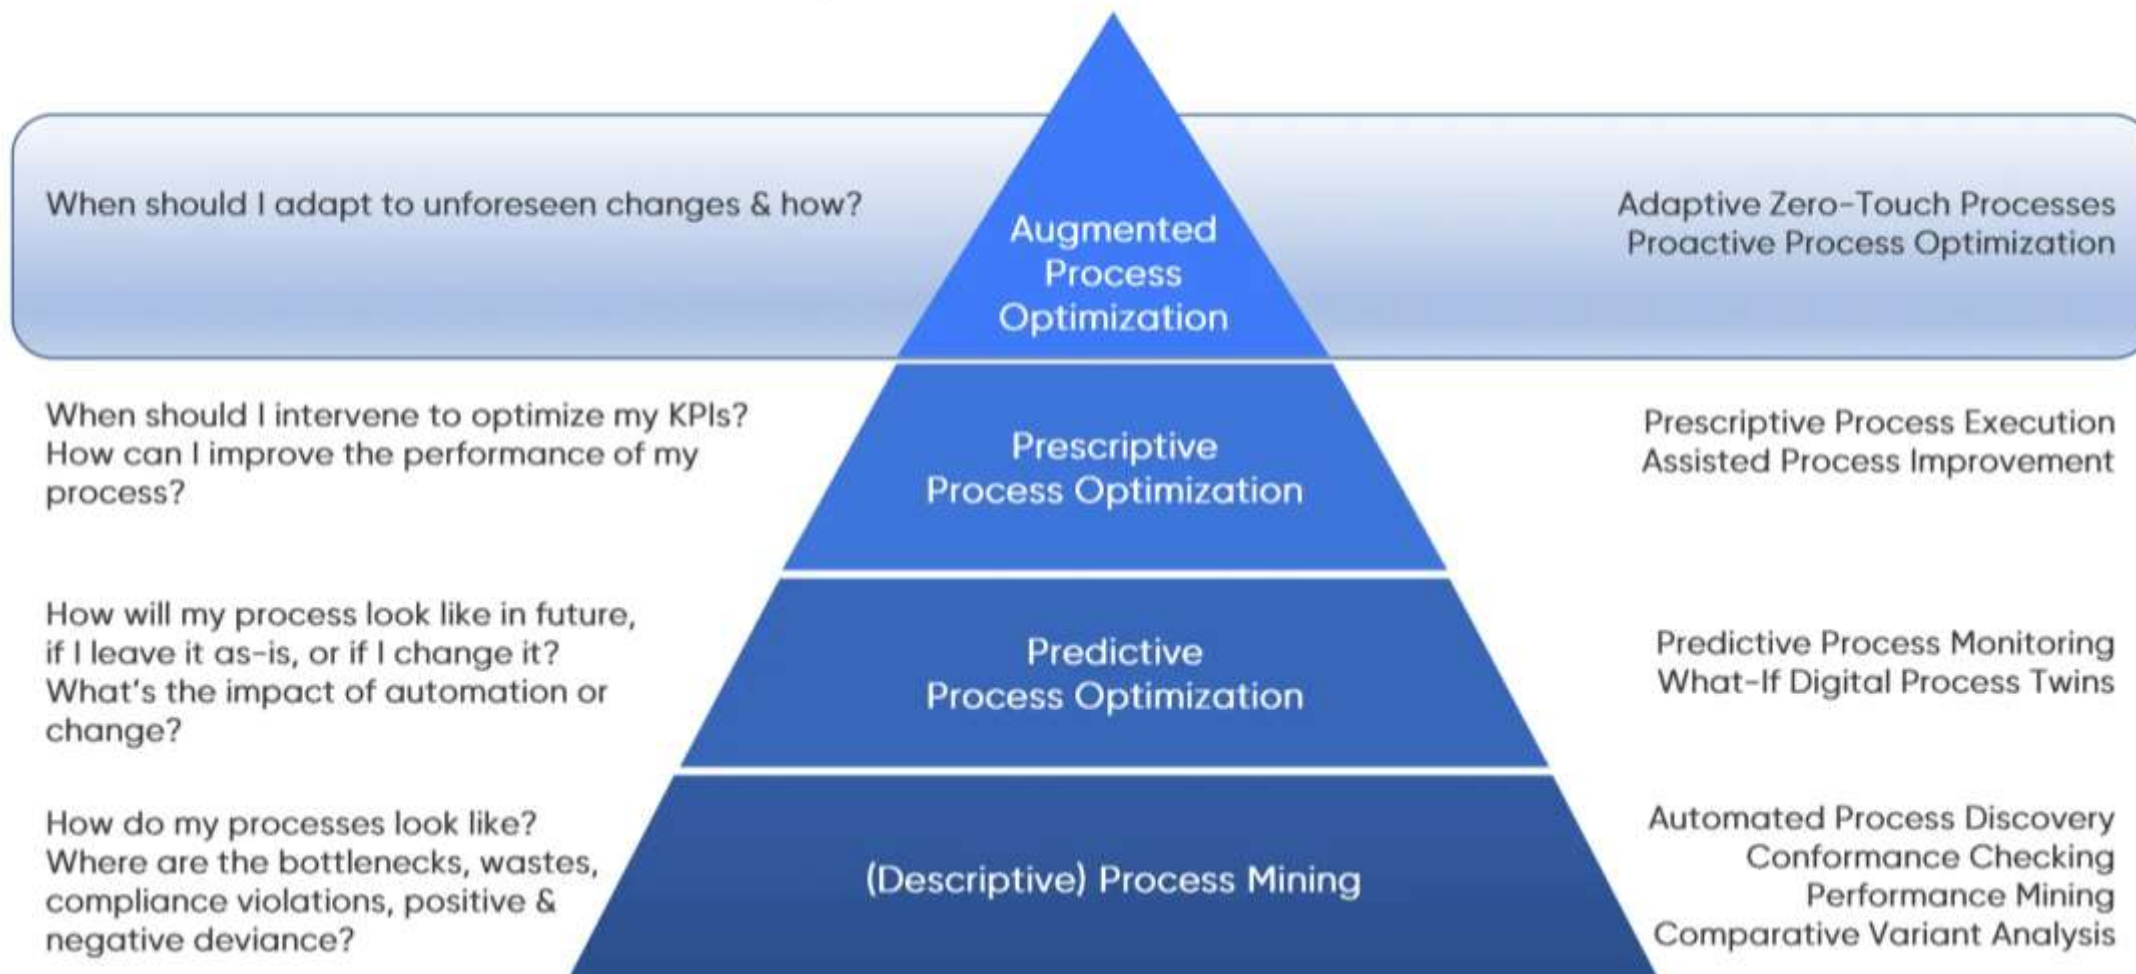 When should I adapt to unforeseen changes & how?
Augmented
Process
Optimization
Adaptive Zero-Touch Processes
Proactive Process Optimization
When should I intervene to optimize my KPIs?
How can I improve the performance of my
process?
Prescriptive
Process Optimization
Prescriptive Process Execution
Assisted Process Improvement
How will my process look like in future,
if I leave it as-is, or if I change it?
What's the impact of automation or
change?
Predictive
Process Optimization
Predictive Process Monitoring
What-If Digital Process Twins
How do my processes look like?
Where are the bottlenecks, wastes,
compliance violations, positive &
negative deviance?
(Descriptive) Process Mining
Automated Process Discovery
Conformance Checking
Performance Mining
Comparative Variant Analysis